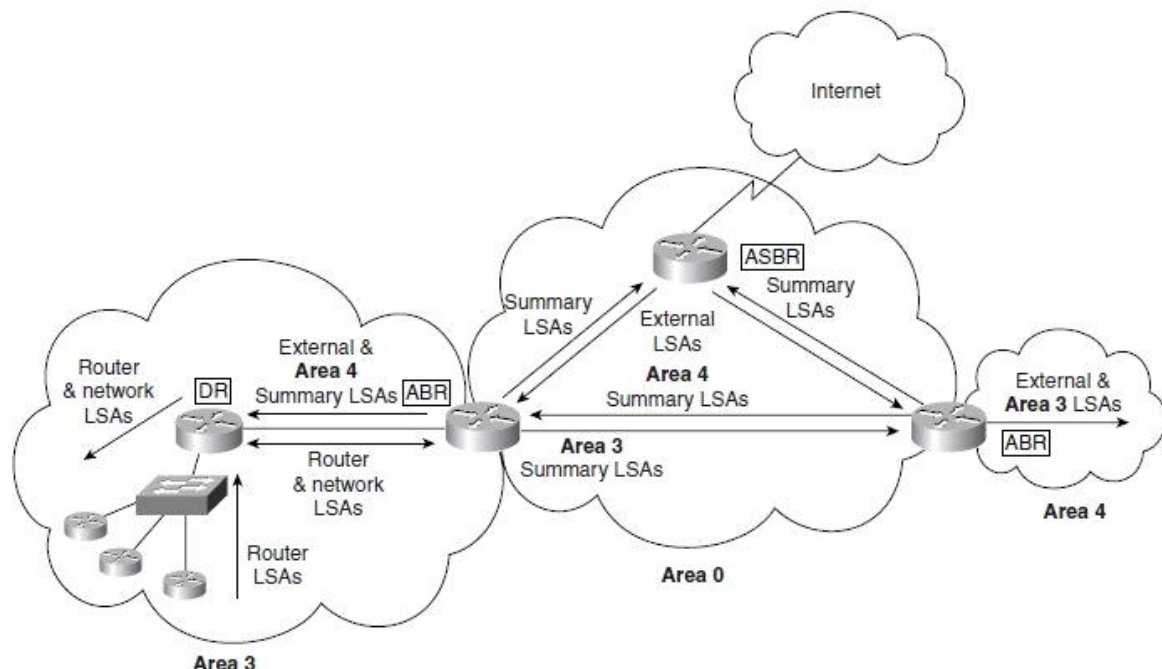 Internet
ASBR
Summary
LSAs
Summary
LSAs
External
LSAs
Router
& network
LSAs
DR
External &
Area 4
Summary LSAs
ABR
Area 4
Summary LSAs
External &
Area 3 LSAs
ABR
Area 3
Summary LSAs
Router
& network
LSAs
Router
LSAs
Area 4
Area 0
Area 3